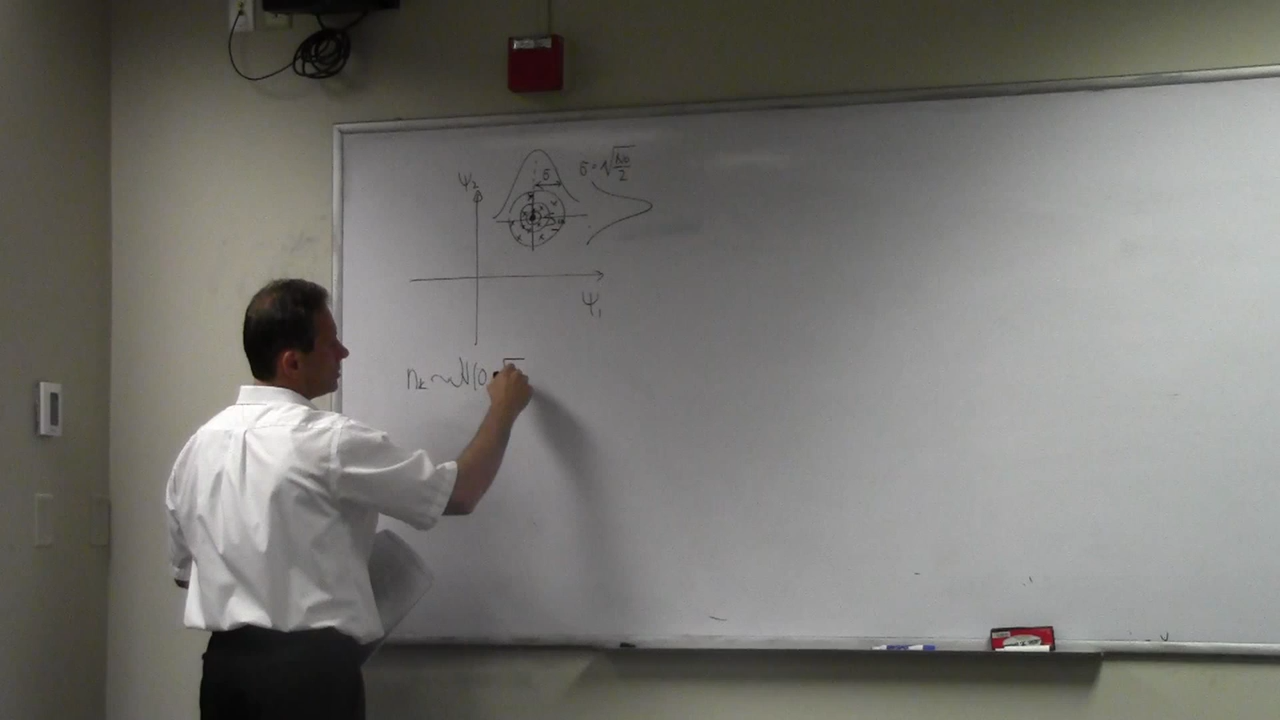 ψ₂
σ
σ = √(N₀/2)
ψ₁
nₖ ~ N(0